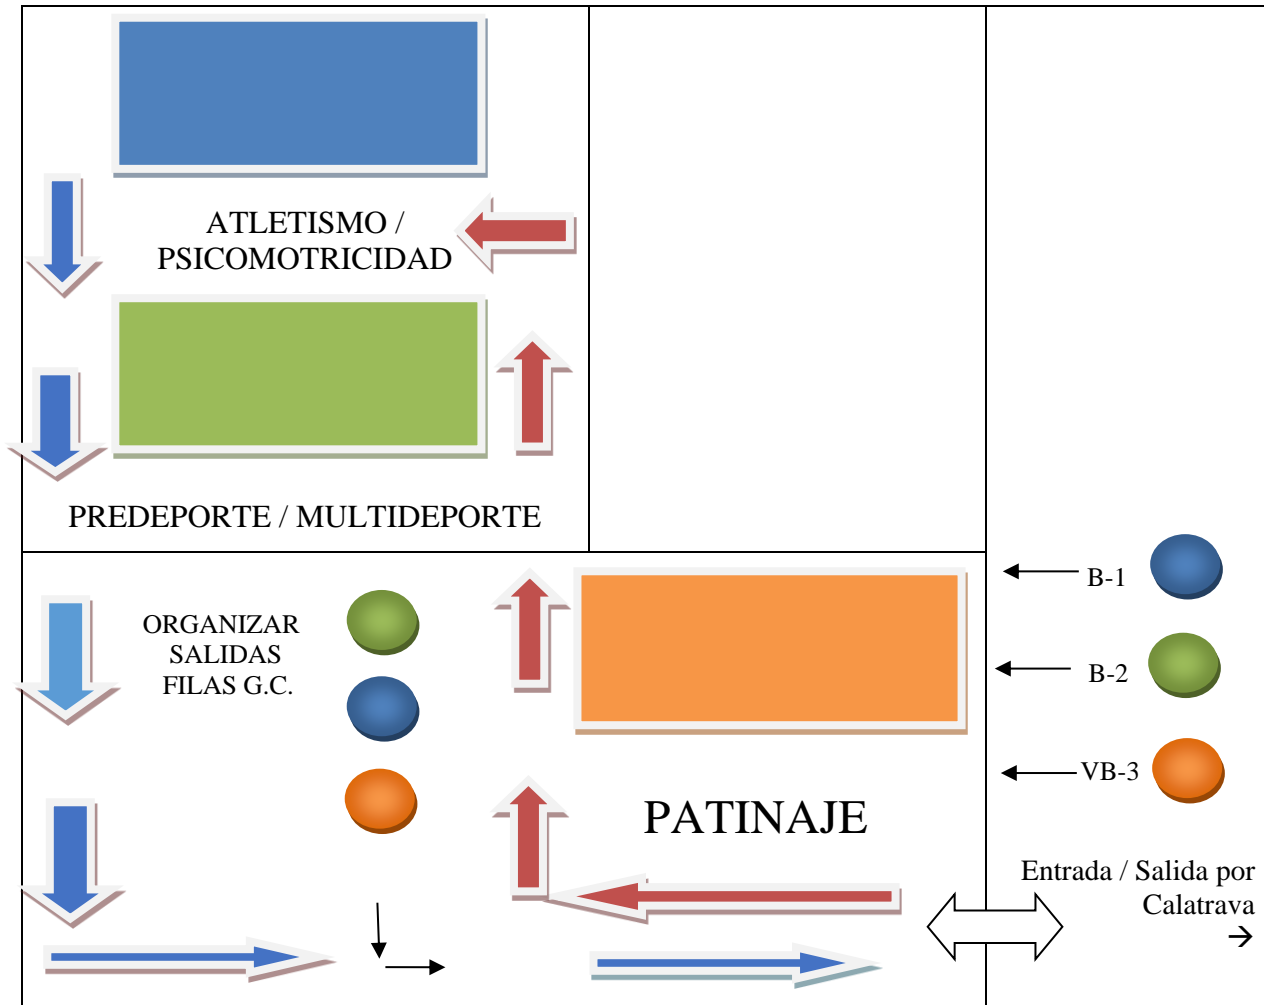 ATLETISMO /
PSICOMOTRICIDAD
PREDEPORTE / MULTIDEPORTE
ORGANIZAR
SALIDAS
FILAS G.C.
PATINAJE
B-1
B-2
VB-3
Entrada / Salida por
Calatrava
→